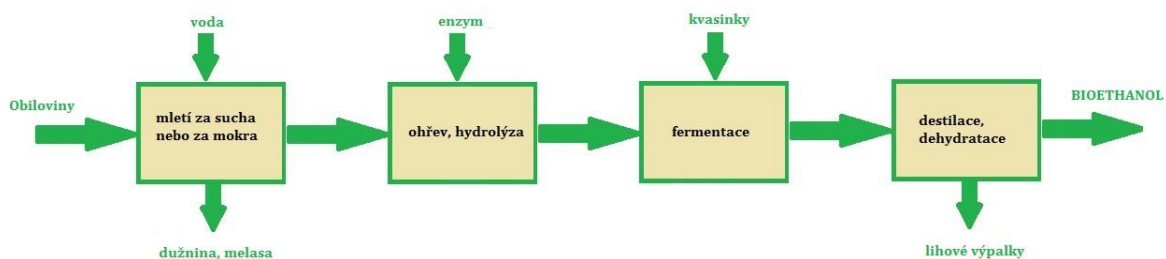 voda
enzym
kvasinky
Obiloviny
BIOETHANOL
mletí za sucha
nebo za mokra
ohřev, hydrolýza
fermentace
destilace,
dehydratace
dužnina, melasa
lihové výpalky